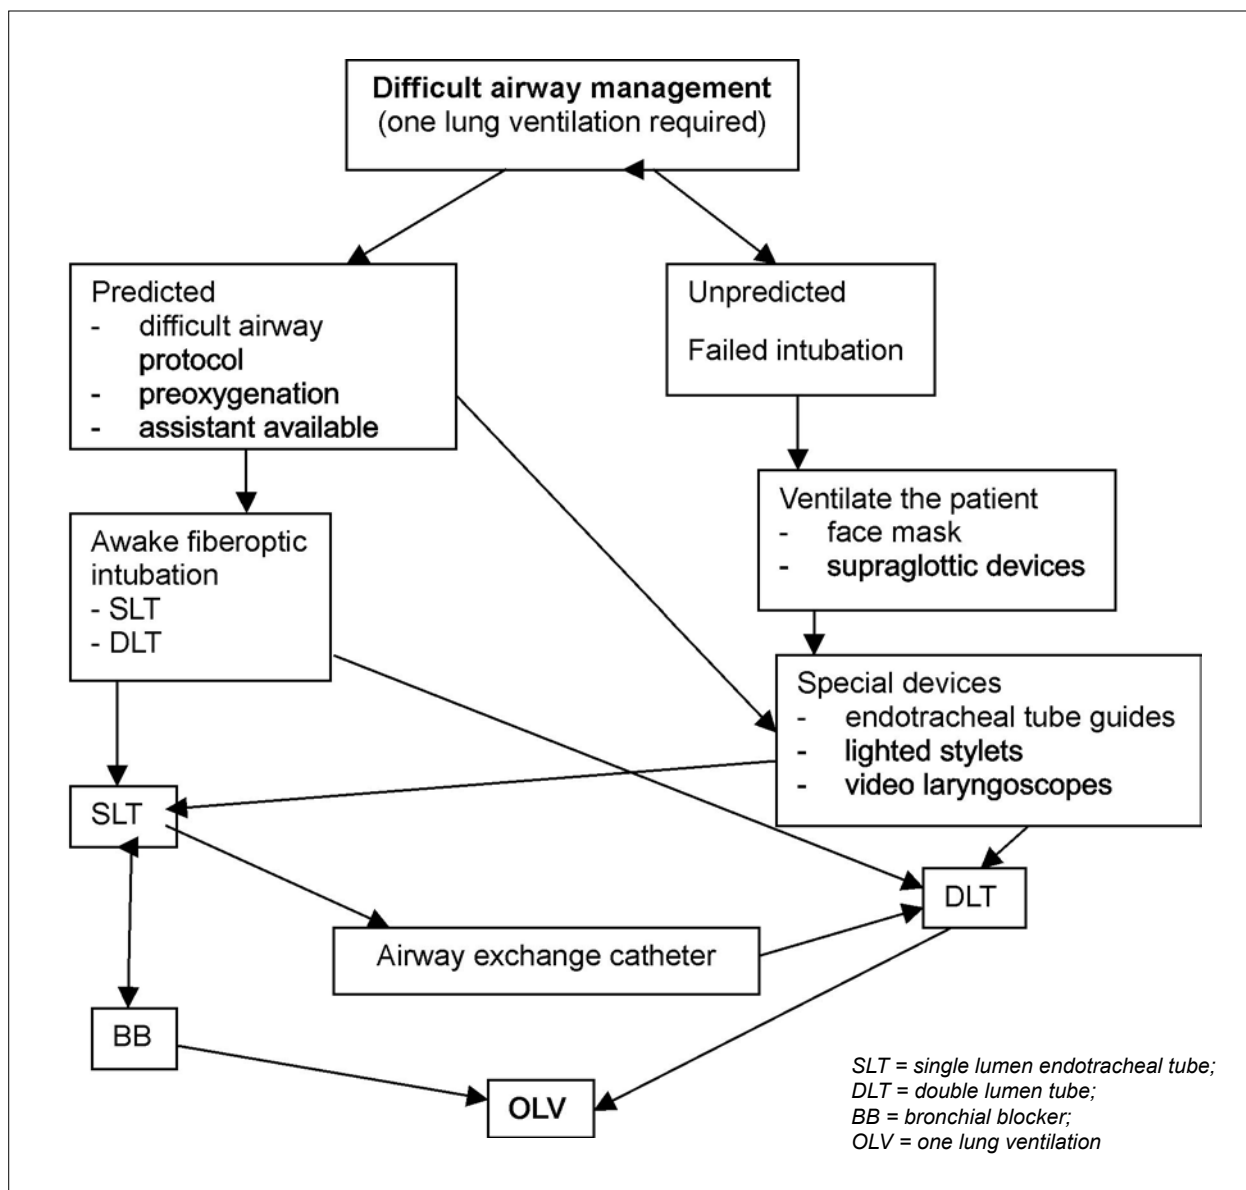 Difficult airway management
(one lung ventilation required)
Predicted
- difficult airway
protocol
- preoxygenation
- assistant available
Unpredicted
Failed intubation
Ventilate the patient
- face mask
- supraglottic devices
Awake fiberoptic
intubation
- SLT
- DLT
Special devices
- endotracheal tube guides
- lighted stylets
- video laryngoscopes
SLT
DLT
Airway exchange catheter
BB
OLV
SLT = single lumen endotracheal tube;
DLT = double lumen tube;
BB = bronchial blocker;
OLV = one lung ventilation